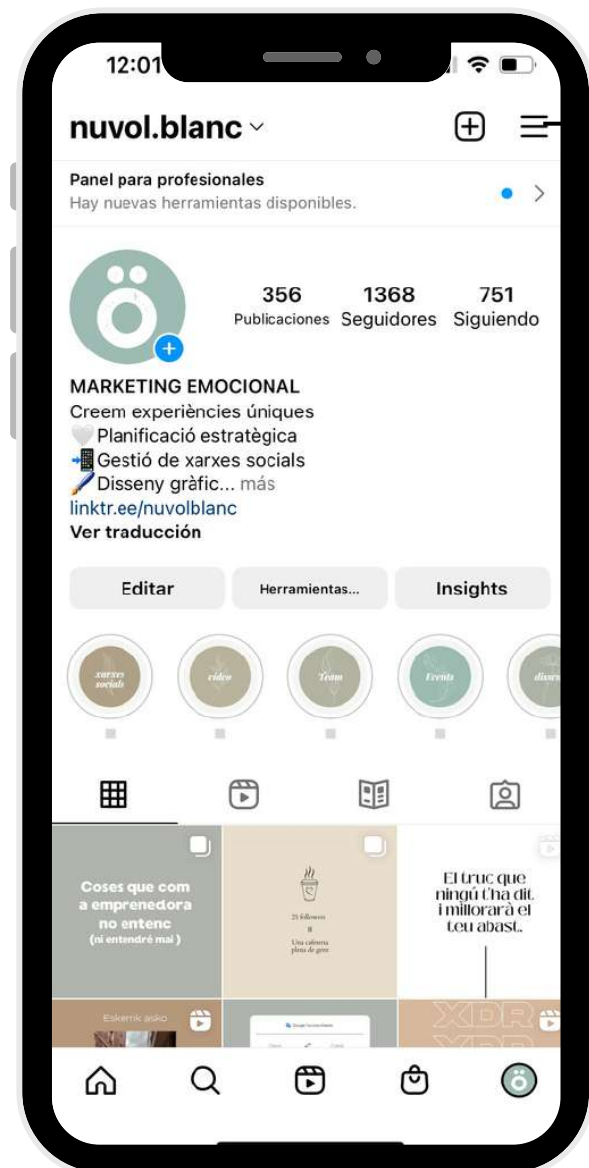 12:01
nuvol.blanc
Panel para profesionales
Hay nuevas herramientas disponibles.
356 1368 751
Publicaciones Seguidores Siguiendo
MARKETING EMOCIONAL
Creem experiències úniques
Planificació estratègica
Gestió de xarxes socials
Disseny gràfic... más
linktr.ee/nuvolblanc
Ver traducción
Editar Herramientas... Insights
xarxes
socials
video
Team
Events
Coses que com
a emprenedora
no entenc
(ni entendré mai)
25 followers
=
Una cafeteria
plena de gent
El truc que
ningú t'ha dit
i millorarà el
teu abast.
Eskerrik asko
XDR